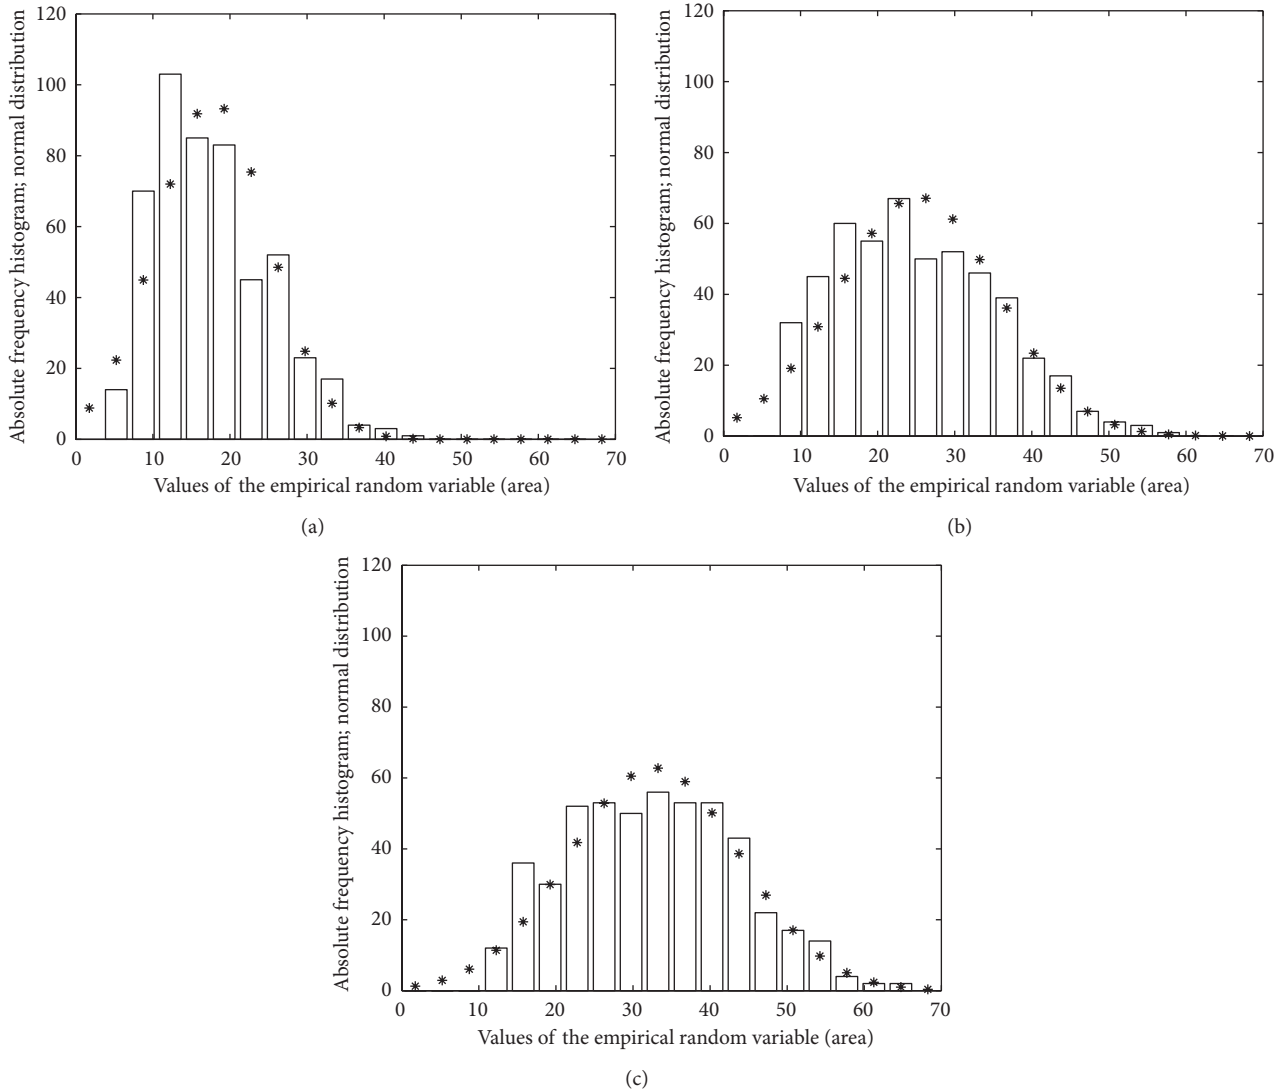 120
100
80
60
40
20
0
Absolute frequency histogram; normal distribution
0 10 20 30 40 50 60 70
Values of the empirical random variable (area)
(a)
120
100
80
60
40
20
0
Absolute frequency histogram; normal distribution
0 10 20 30 40 50 60 70
Values of the empirical random variable (area)
(b)
120
100
80
60
40
20
0
Absolute frequency histogram; normal distribution
0 10 20 30 40 50 60 70
Values of the empirical random variable (area)
(c)